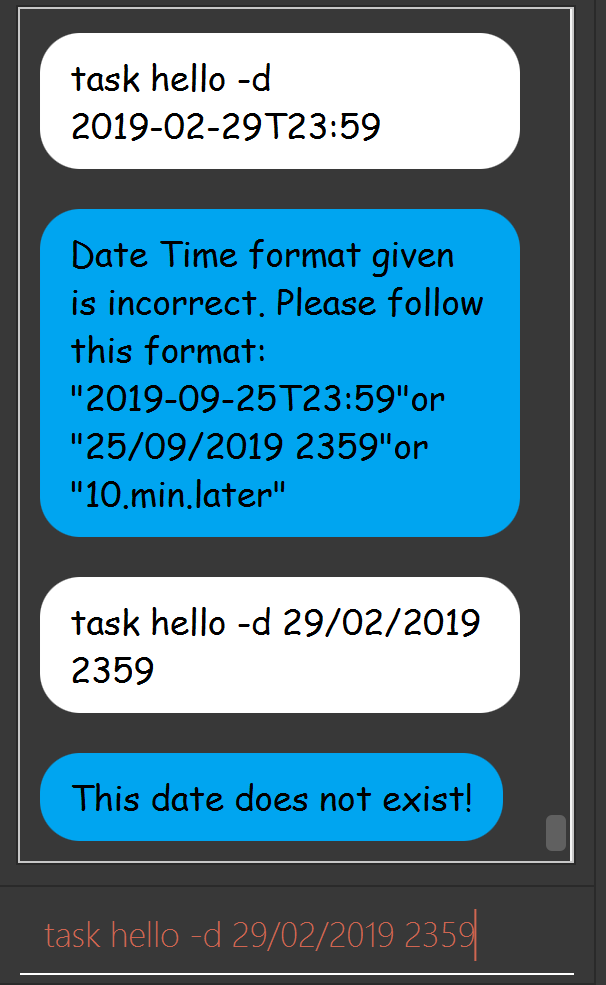 task hello -d
2019-02-29T23:59
Date Time format given
is incorrect. Please follow
this format:
"2019-09-25T23:59"or
"25/09/2019 2359"or
"10.min.later"
task hello -d 29/02/2019
2359
This date does not exist!
task hello -d 29/02/2019 2359